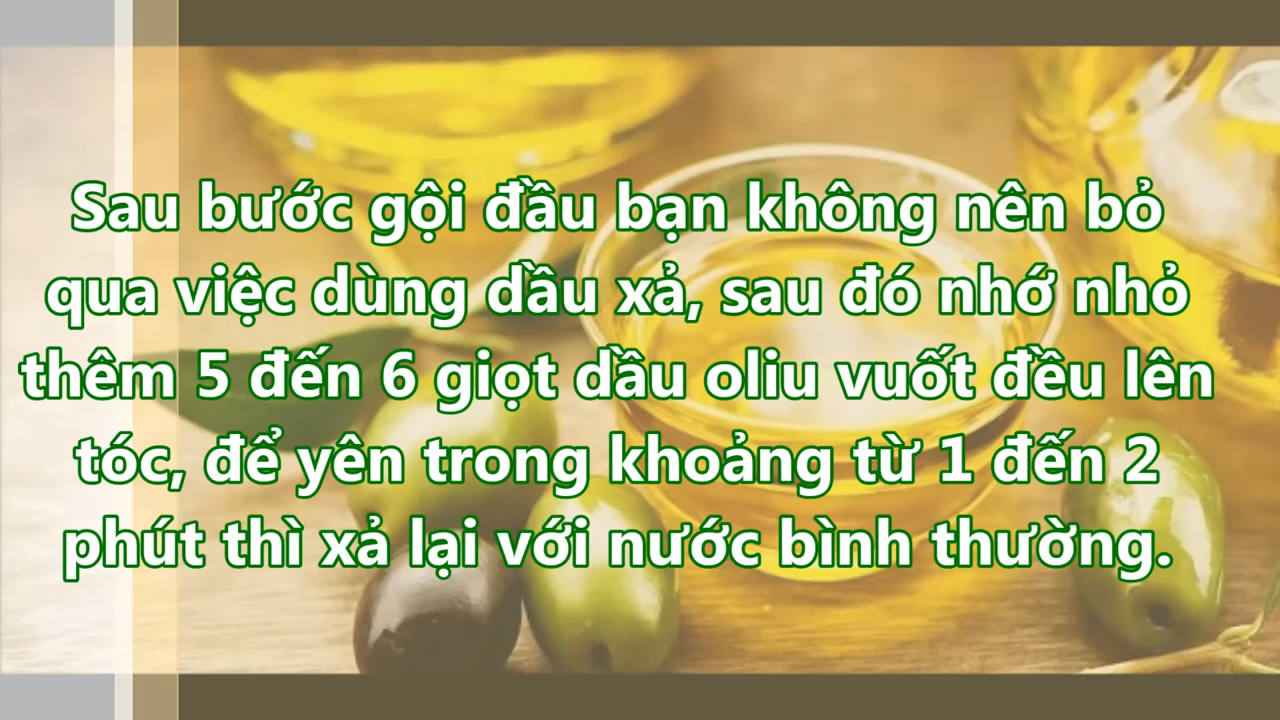 Sau bước gội đầu bạn không nên bỏ
qua việc dùng dầu xả, sau đó nhớ nhỏ
thêm 5 đến 6 giọt dầu oliu vuốt đều lên
tóc, để yên trong khoảng từ 1 đến 2
phút thì xả lại với nước bình thường.